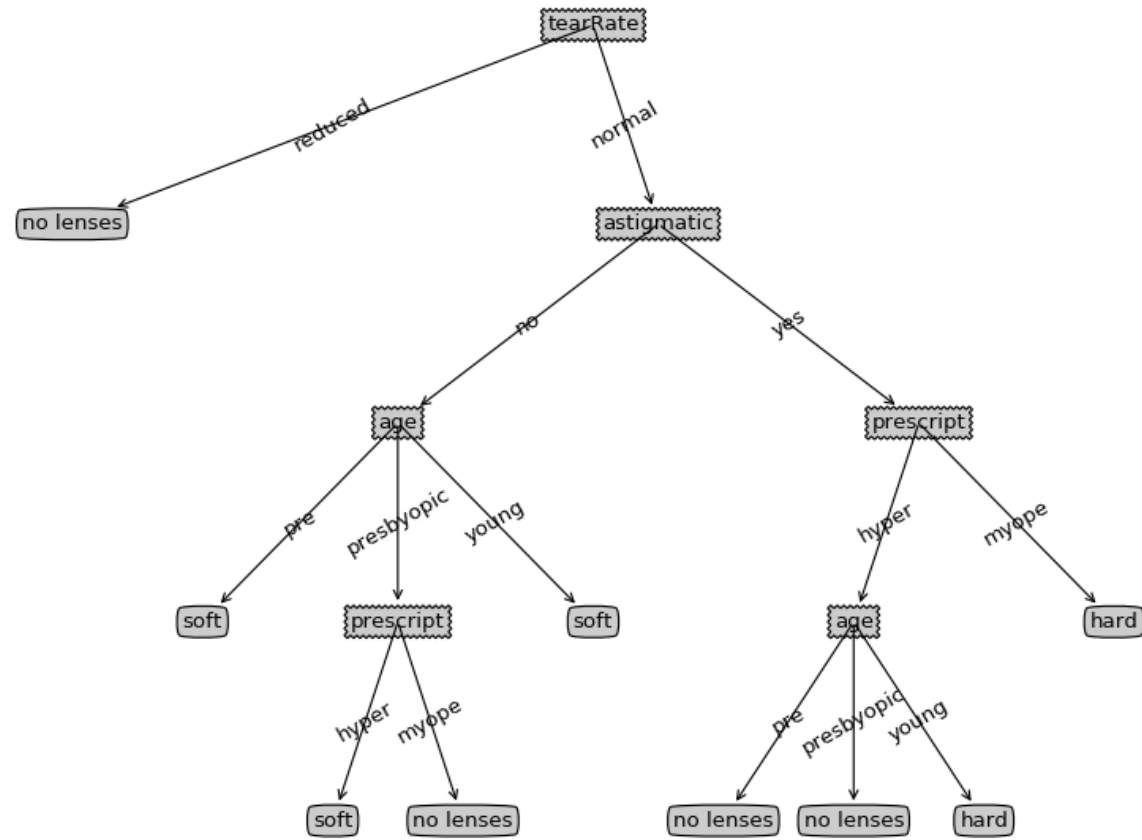 tearRate
reduced
normal
no lenses
astigmatic
no
yes
age
prescript
pre
presbyopic
young
hyper
myope
soft
prescript
soft
age
hard
hyper
myope
pre
presbyopic
young
soft
no lenses
no lenses
no lenses
hard